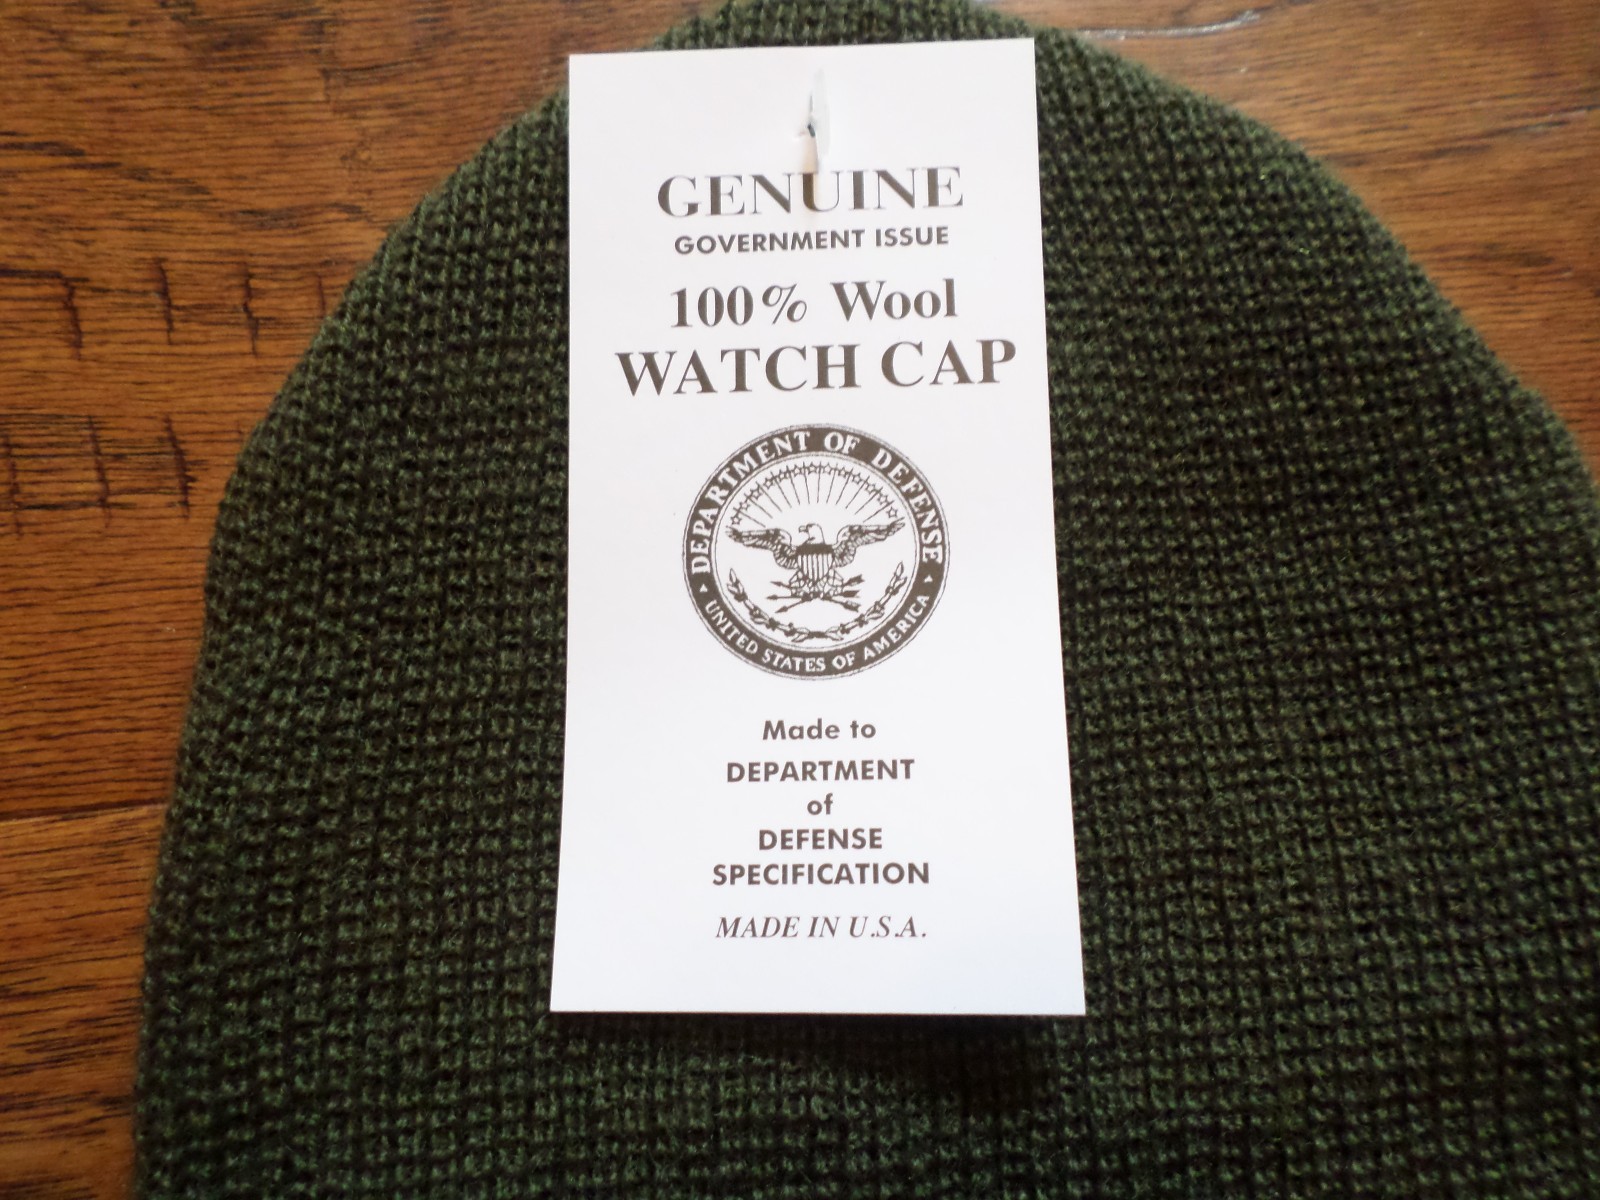 GENUINE
GOVERNMENT ISSUE
100% Wool
WATCH CAP
DEPARTMENT OF DEFENSE
UNITED STATES OF AMERICA
Made to
DEPARTMENT
of
DEFENSE
SPECIFICATION
MADE IN U.S.A.